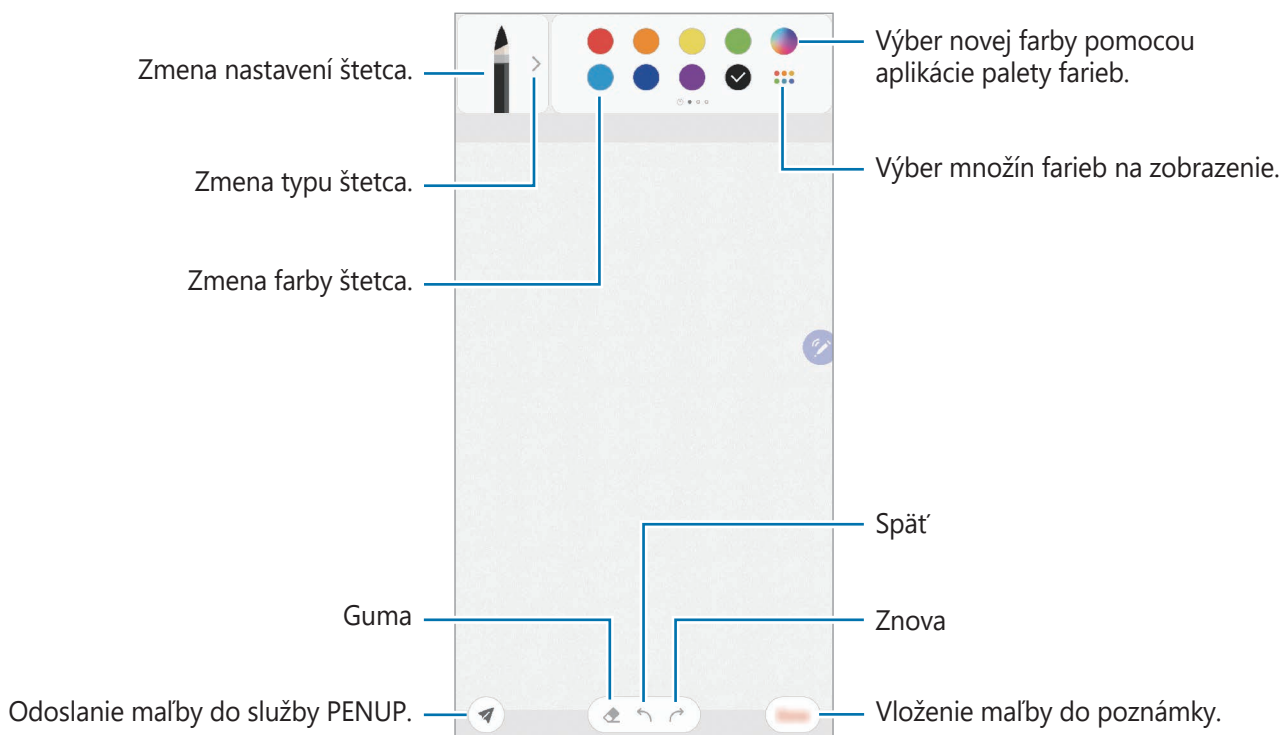 Zmena nastavení štetca.
Výber novej farby pomocou
aplikácie palety farieb.
Zmena typu štetca.
Výber množín farieb na zobrazenie.
Zmena farby štetca.
Späť
Guma
Znova
Odoslanie maľby do služby PENUP.
Vloženie maľby do poznámky.